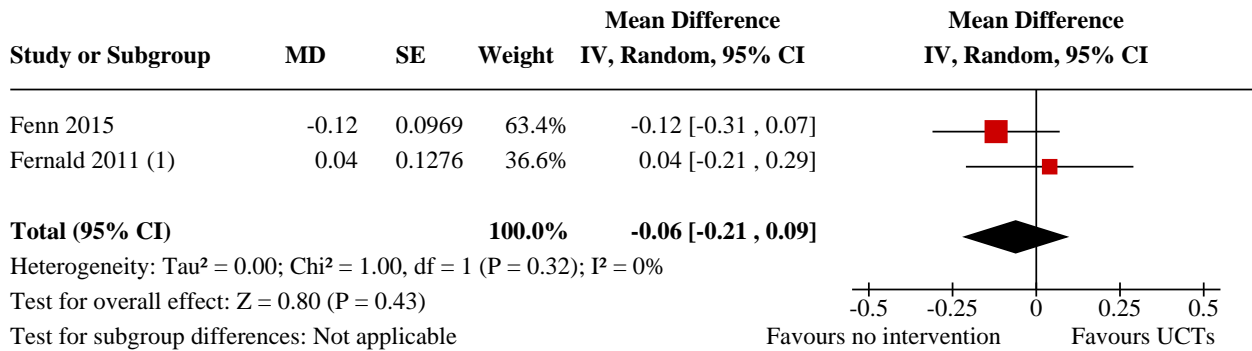 Mean Difference Mean Difference
Study or Subgroup MD SE Weight IV, Random, 95% CI IV, Random, 95% CI
Fenn 2015 -0.12 0.0969 63.4% -0.12 [-0.31 , 0.07]
Fernald 2011 (1) 0.04 0.1276 36.6% 0.04 [-0.21 , 0.29]
Total (95% CI) 100.0% -0.06 [-0.21 , 0.09]
Heterogeneity: Tau² = 0.00; Chi² = 1.00, df = 1 (P = 0.32); I² = 0%
Test for overall effect: Z = 0.80 (P = 0.43)
-0.5 -0.25 0 0.25 0.5
Test for subgroup differences: Not applicable Favours no intervention Favours UCTs